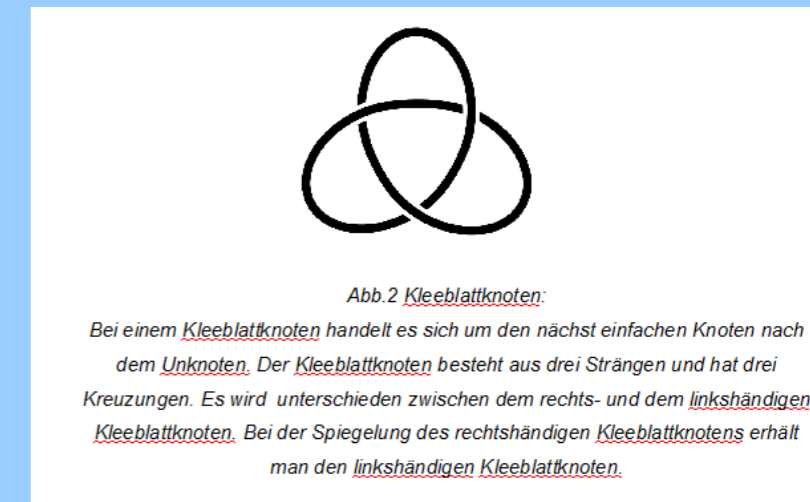 Abb.2 Kleeblattknoten:
Bei einem Kleeblattknoten handelt es sich um den nächst einfachen Knoten nach
dem Unknoten. Der Kleeblattknoten besteht aus drei Strängen und hat drei
Kreuzungen. Es wird  unterschieden zwischen dem rechts- und dem linkshändigen
Kleeblattknoten. Bei der Spiegelung des rechtshändigen Kleeblattknotens erhält
man den linkshändigen Kleeblattknoten.